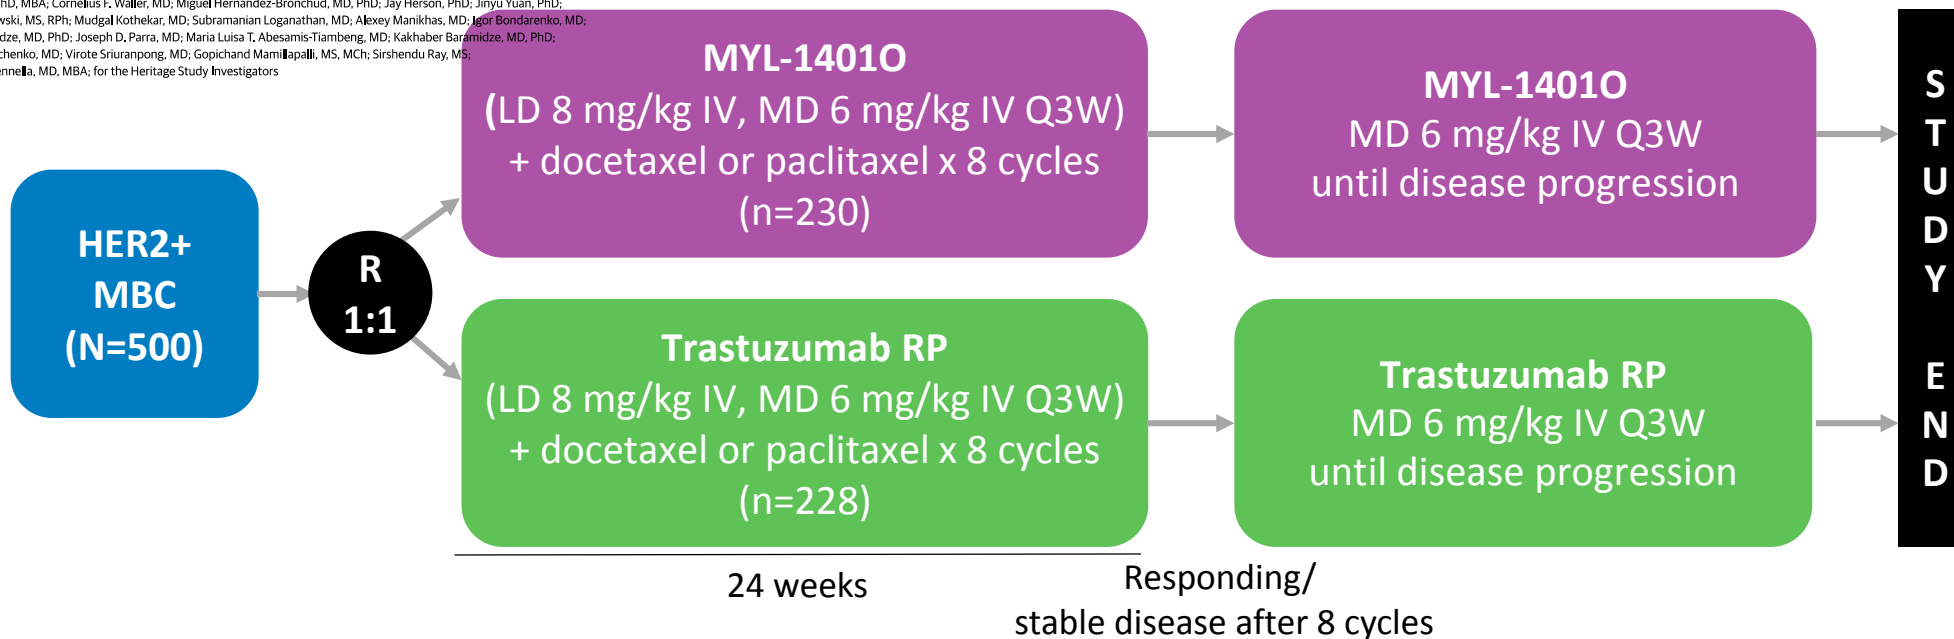 PhD, MBA; Cornelius F. Waller, MD; Miguel Hernandez-Bronchud, MD, PhD; Jay Herson, PhD; Jinyu Yuan, PhD;
MS, RPh; Mudgal Kothekar, MD; Subramanian Loganathan, MD; Alexey Manikhas, MD; Igor Bondarenko, MD;
MD, PhD; Joseph D. Parra, MD; Maria Luisa T. Abesamis-Tiambeng, MD; Kakhaber Baramidze, MD, PhD;
MD; Virote Sriuranpong, MD; Gopichand Mamillapalli, MS, MCh; Sirshendu Ray, MS;
MD, MBA; for the Heritage Study Investigators
HER2+
MBC
(N=500)
R
1:1
MYL-1401O
(LD 8 mg/kg IV, MD 6 mg/kg IV Q3W)
+ docetaxel or paclitaxel x 8 cycles
(n=230)
MYL-1401O
MD 6 mg/kg IV Q3W
until disease progression
Trastuzumab RP
(LD 8 mg/kg IV, MD 6 mg/kg IV Q3W)
+ docetaxel or paclitaxel x 8 cycles
(n=228)
Trastuzumab RP
MD 6 mg/kg IV Q3W
until disease progression
STUDY
END
24 weeks
Responding/
stable disease after 8 cycles